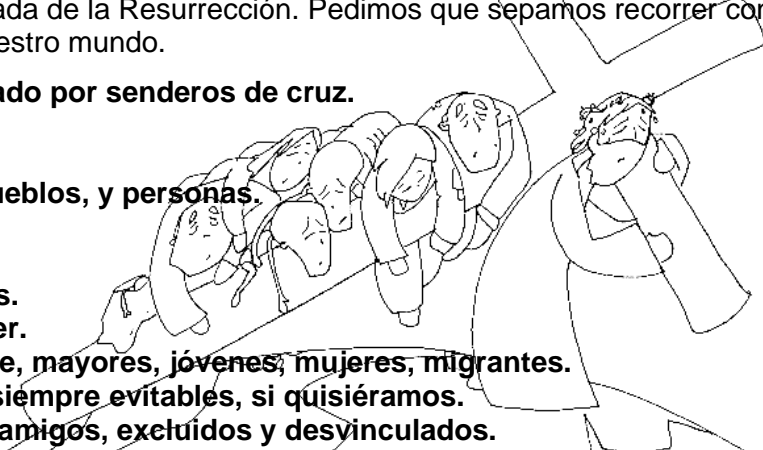 ada de la Resurrección. Pedimos que sepamos recorrer con
estro mundo.
ado por senderos de cruz.
ueblos, y personas.
s.
er.
e, mayores, jóvenes, mujeres, migrantes.
siempre evitables, si quisiéramos.
amigos, excluidos y desvinculados.